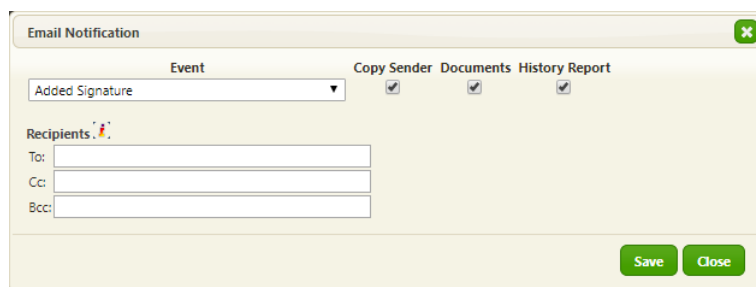 Email Notification
Event Copy Sender Documents History Report
Added Signature
Recipients
To:
Cc:
Bcc:
Save Close